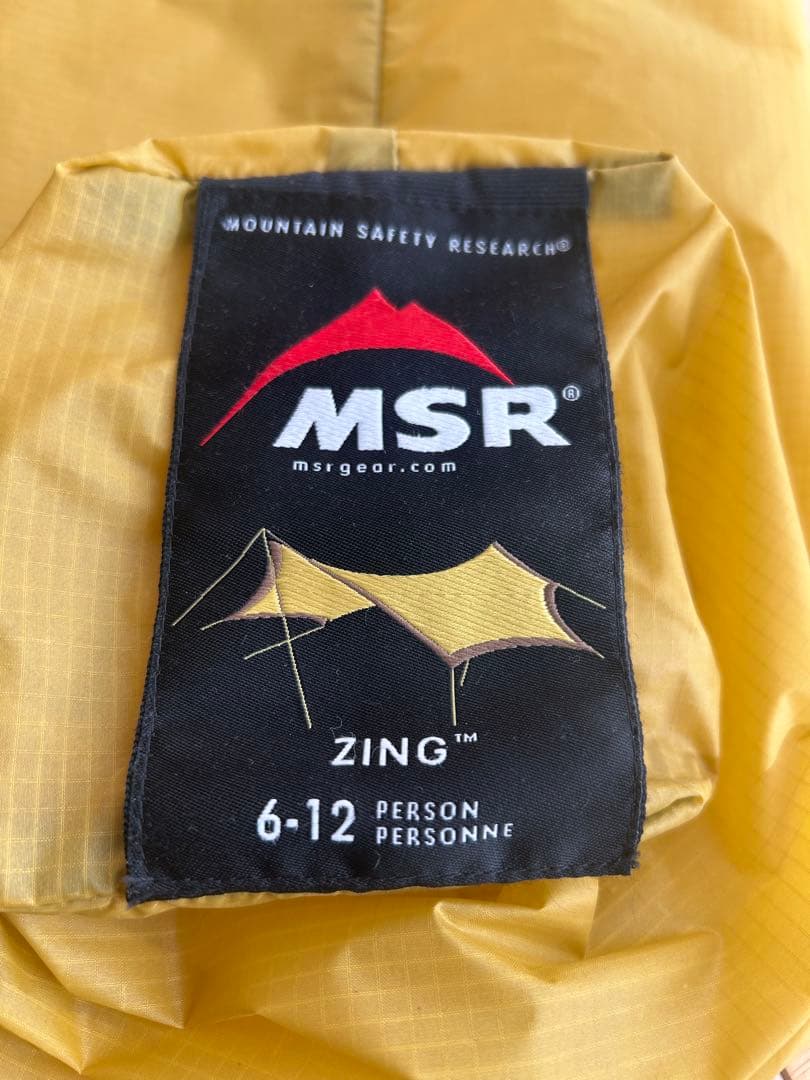 MOUNTAIN SAFETY RESEARCH®
MSR®
msrgear.com
ZING™
6-12 PERSON
PERSONNE